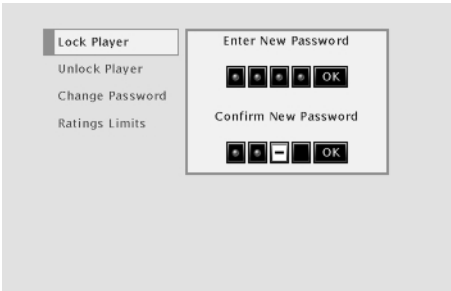 Lock Player
Unlock Player
Change Password
Ratings Limits
Enter New Password
OK
Confirm New Password
OK